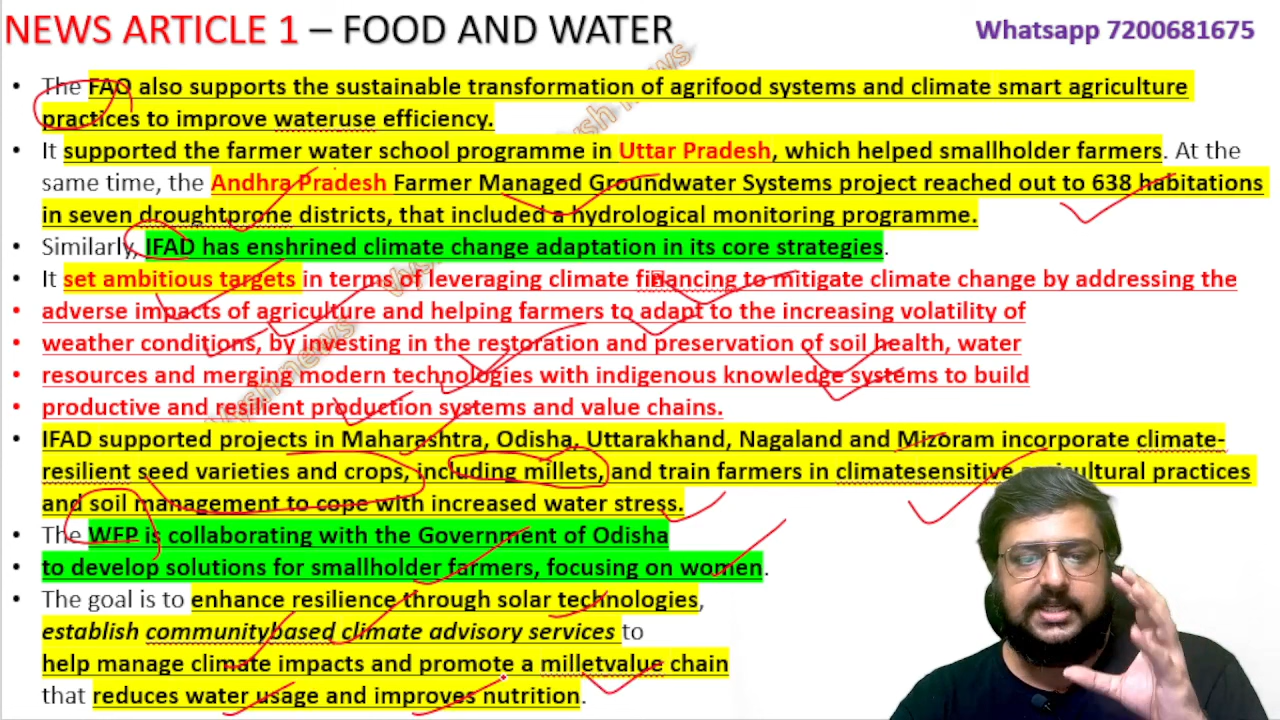 NEWS ARTICLE 1 – FOOD AND WATER
Whatsapp 7200681675
• The FAO also supports the sustainable transformation of agrifood systems and climate smart agriculture
practices to improve wateruse efficiency.
• It supported the farmer water school programme in Uttar Pradesh, which helped smallholder farmers. At the
same time, the Andhra Pradesh Farmer Managed Groundwater Systems project reached out to 638 habitations
in seven droughtprone districts, that included a hydrological monitoring programme.
• Similarly, IFAD has enshrined climate change adaptation in its core strategies.
• It set ambitious targets in terms of leveraging climate financing to mitigate climate change by addressing the
• adverse impacts of agriculture and helping farmers to adapt to the increasing volatility of
• weather conditions, by investing in the restoration and preservation of soil health, water
• resources and merging modern technologies with indigenous knowledge systems to build
• productive and resilient production systems and value chains.
• IFAD supported projects in Maharashtra, Odisha, Uttarakhand, Nagaland and Mizoram incorporate climate-
resilient seed varieties and crops, including millets, and train farmers in climatesensitive agricultural practices
and soil management to cope with increased water stress.
• The WFP is collaborating with the Government of Odisha
• to develop solutions for smallholder farmers, focusing on women.
• The goal is to enhance resilience through solar technologies,
establish communitybased climate advisory services to
help manage climate impacts and promote a milletvalue chain
that reduces water usage and improves nutrition.